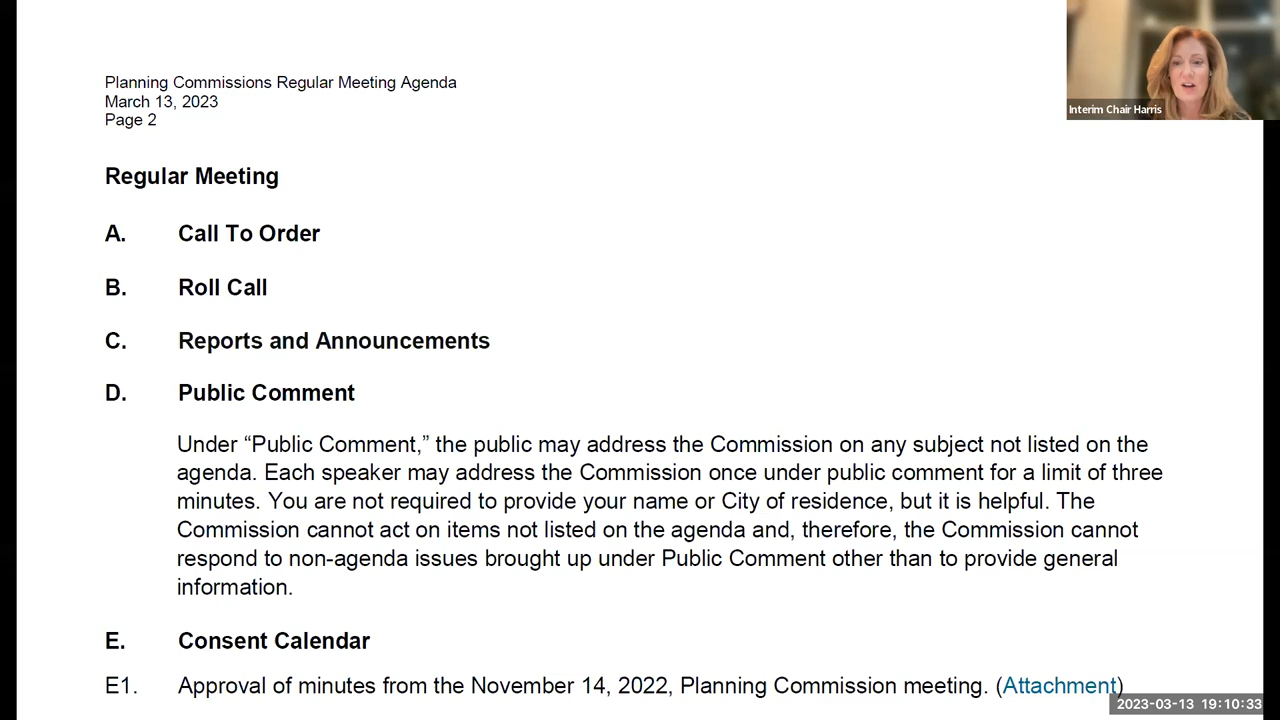 Planning Commissions Regular Meeting Agenda
March 13, 2023
Page 2
Interim Chair Harris
Regular Meeting
A. Call To Order
B. Roll Call
C. Reports and Announcements
D. Public Comment
Under “Public Comment,” the public may address the Commission on any subject not listed on the
agenda. Each speaker may address the Commission once under public comment for a limit of three
minutes. You are not required to provide your name or City of residence, but it is helpful. The
Commission cannot act on items not listed on the agenda and, therefore, the Commission cannot
respond to non-agenda issues brought up under Public Comment other than to provide general
information.
E. Consent Calendar
E1. Approval of minutes from the November 14, 2022, Planning Commission meeting. (Attachment)
2023-03-13 19:10:33